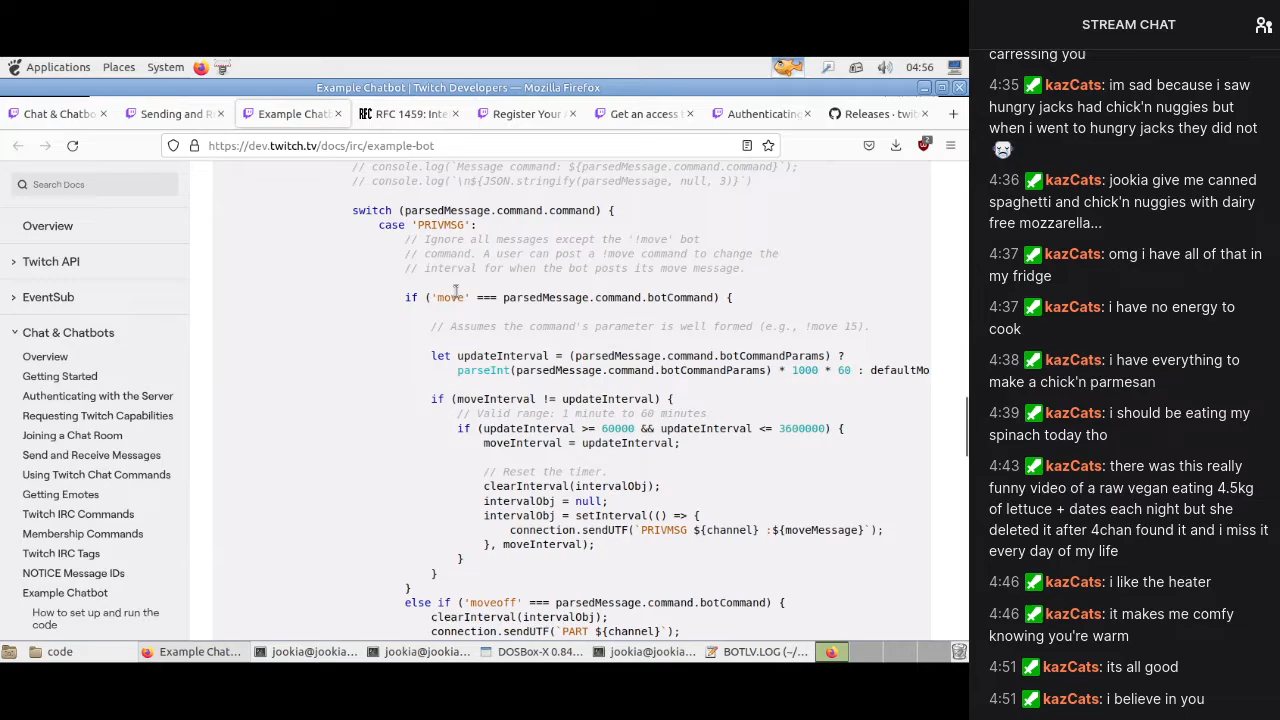 Applications Places System 04:56
Example Chatbot | Twitch Developers — Mozilla Firefox
Chat & Chatbo Sending and R Example Chatb RFC 1459: Inte Register Your Get an access t Authenticating Releases · twitc
https://dev.twitch.tv/docs/irc/example-bot 2
Search Docs
Overview
Twitch API
EventSub
Chat & Chatbots
Overview
Getting Started
Authenticating with the Server
Requesting Twitch Capabilities
Joining a Chat Room
Send and Receive Messages
Using Twitch Chat Commands
Getting Emotes
Twitch IRC Commands
Membership Commands
Twitch IRC Tags
NOTICE Message IDs
Example Chatbot
How to set up and run the
code
// console.log(`Message command: ${parsedMessage.command.command}`);
// console.log(`\n${JSON.stringify(parsedMessage, null, 3)}`)
switch (parsedMessage.command.command) {
case 'PRIVMSG':
// Ignore all messages except the '!move' bot
// command. A user can post a !move command to change the
// interval for when the bot posts its move message.
if ('move' === parsedMessage.command.botCommand) {
// Assumes the command's parameter is well formed (e.g., !move 15).
let updateInterval = (parsedMessage.command.botCommandParams) ?
parseInt(parsedMessage.command.botCommandParams) * 1000 * 60 : defaultMo
if (moveInterval != updateInterval) {
// Valid range: 1 minute to 60 minutes
if (updateInterval >= 60000 && updateInterval <= 3600000) {
moveInterval = updateInterval;
// Reset the timer.
clearInterval(intervalObj);
intervalObj = null;
intervalObj = setInterval(() => {
connection.sendUTF(`PRIVMSG ${channel} :${moveMessage}`);
}, moveInterval);
}
}
}
else if ('moveoff' === parsedMessage.command.botCommand) {
clearInterval(intervalObj);
connection.sendUTF(`PART ${channel}`);
code Example Chat... jookia@jookia... jookia@jookia... DOSBox-X 0.84... jookia@jookia... BOTLV.LOG (~/...
STREAM CHAT
carressing you
4:35 kazCats: im sad because i saw
hungry jacks had chick'n nuggies but
when i went to hungry jacks they did not
4:36 kazCats: jookia give me canned
spaghetti and chick'n nuggies with dairy
free mozzarella...
4:37 kazCats: omg i have all of that in
my fridge
4:37 kazCats: i have no energy to
cook
4:38 kazCats: i have everything to
make a chick'n parmesan
4:39 kazCats: i should be eating my
spinach today tho
4:43 kazCats: there was this really
funny video of a raw vegan eating 4.5kg
of lettuce + dates each night but she
deleted it after 4chan found it and i miss it
every day of my life
4:46 kazCats: i like the heater
4:46 kazCats: it makes me comfy
knowing you're warm
4:51 kazCats: its all good
4:51 kazCats: i believe in you